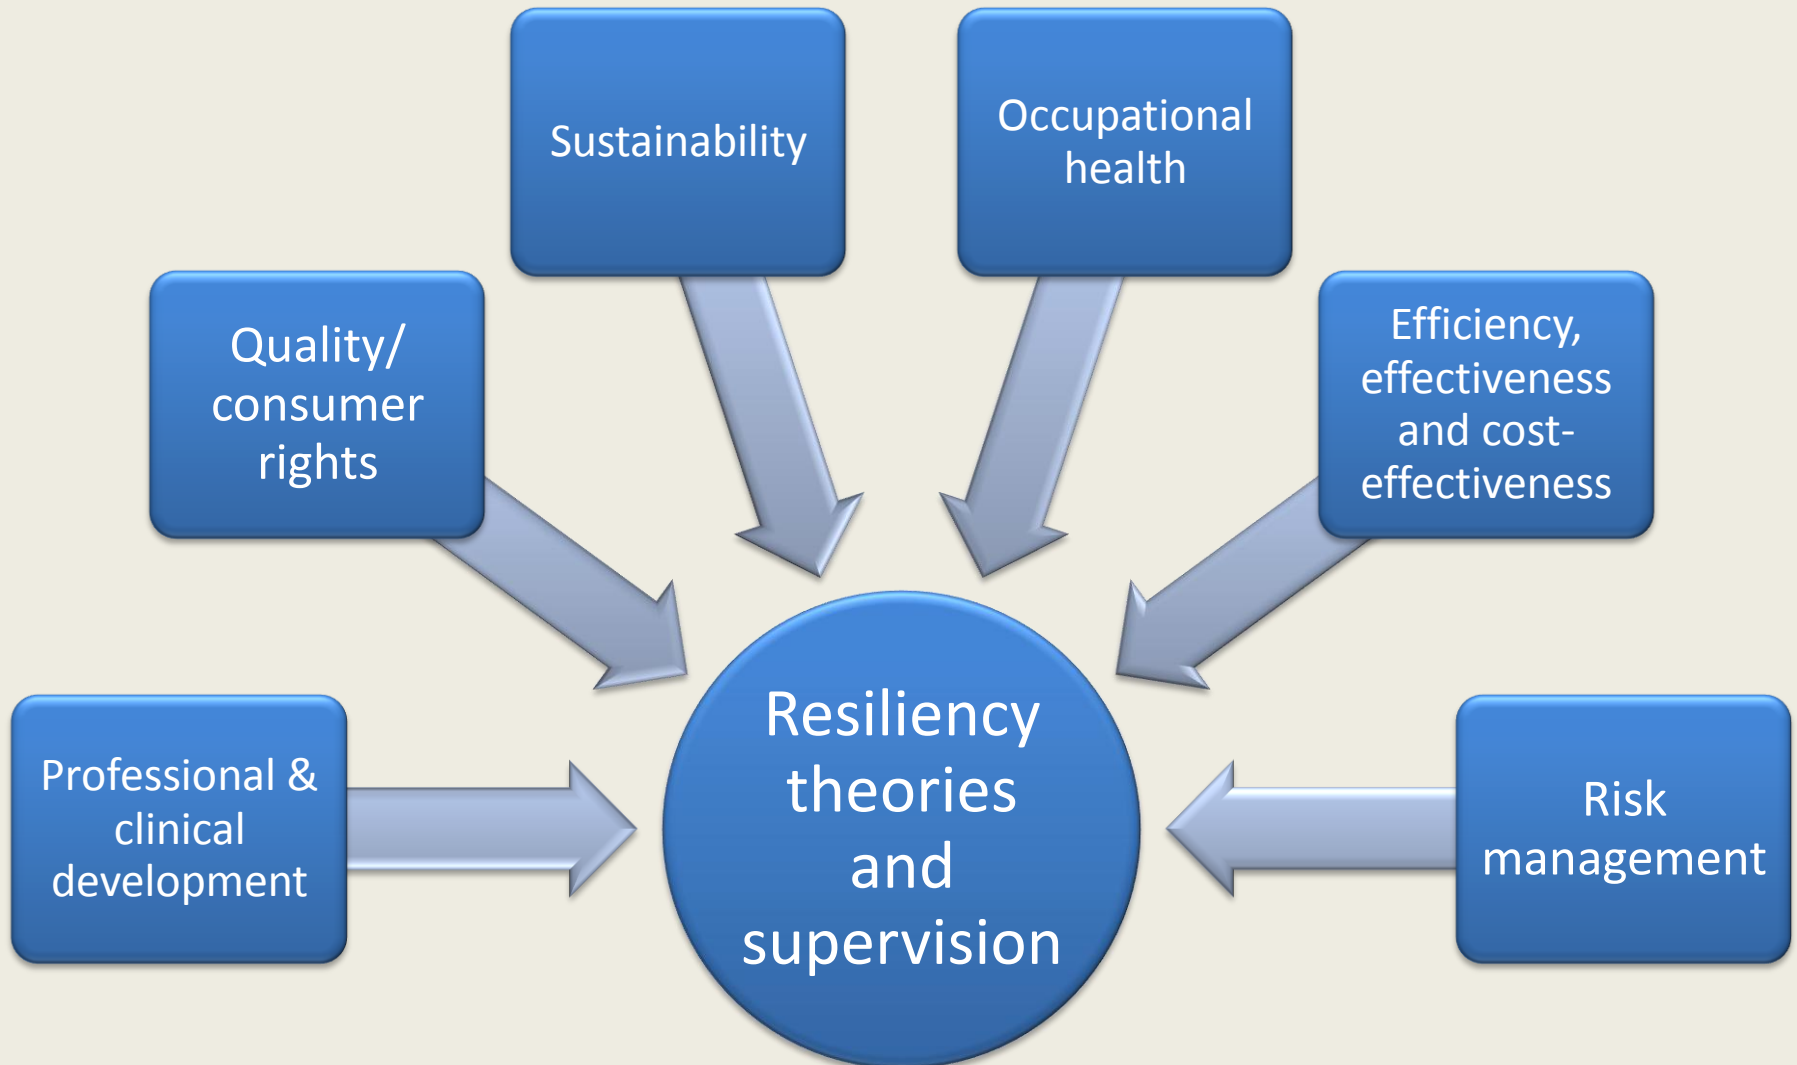 Sustainability
Occupational
health
Quality/
consumer
rights
Efficiency,
effectiveness
and cost-
effectiveness
Professional &
clinical
development
Resiliency
theories
and
supervision
Risk
management